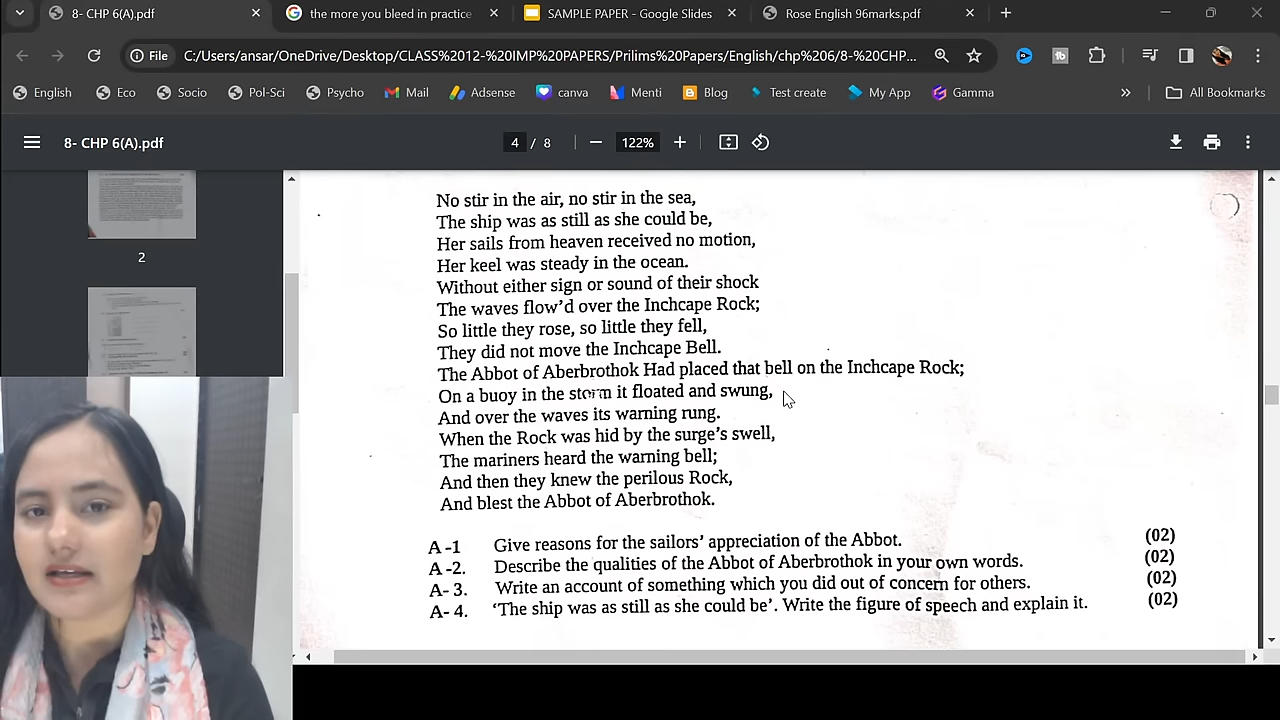 8- CHP 6(A).pdf
the more you bleed in practice
SAMPLE PAPER - Google Slides
Rose English 96marks.pdf
File
C:/Users/ansar/OneDrive/Desktop/CLASS%2012-%20IMP%20PAPERS/Prilims%20Papers/English/chp%206/8-%20CHP...
English
Eco
Socio
Pol-Sci
Psycho
Mail
Adsense
canva
Menti
Blog
Test create
My App
Gamma
All Bookmarks
8- CHP 6(A).pdf
4 / 8
122%
2
No stir in the air, no stir in the sea,
The ship was as still as she could be,
Her sails from heaven received no motion,
Her keel was steady in the ocean.
Without either sign or sound of their shock
The waves flow'd over the Inchcape Rock;
So little they rose, so little they fell,
They did not move the Inchcape Bell.
The Abbot of Aberbrothok Had placed that bell on the Inchcape Rock;
On a buoy in the storm it floated and swung,
And over the waves its warning rung.
When the Rock was hid by the surge's swell,
The mariners heard the warning bell;
And then they knew the perilous Rock,
And blest the Abbot of Aberbrothok.
A -1 Give reasons for the sailors' appreciation of the Abbot. (02)
A -2. Describe the qualities of the Abbot of Aberbrothok in your own words. (02)
A- 3. Write an account of something which you did out of concern for others. (02)
A- 4. 'The ship was as still as she could be'. Write the figure of speech and explain it. (02)